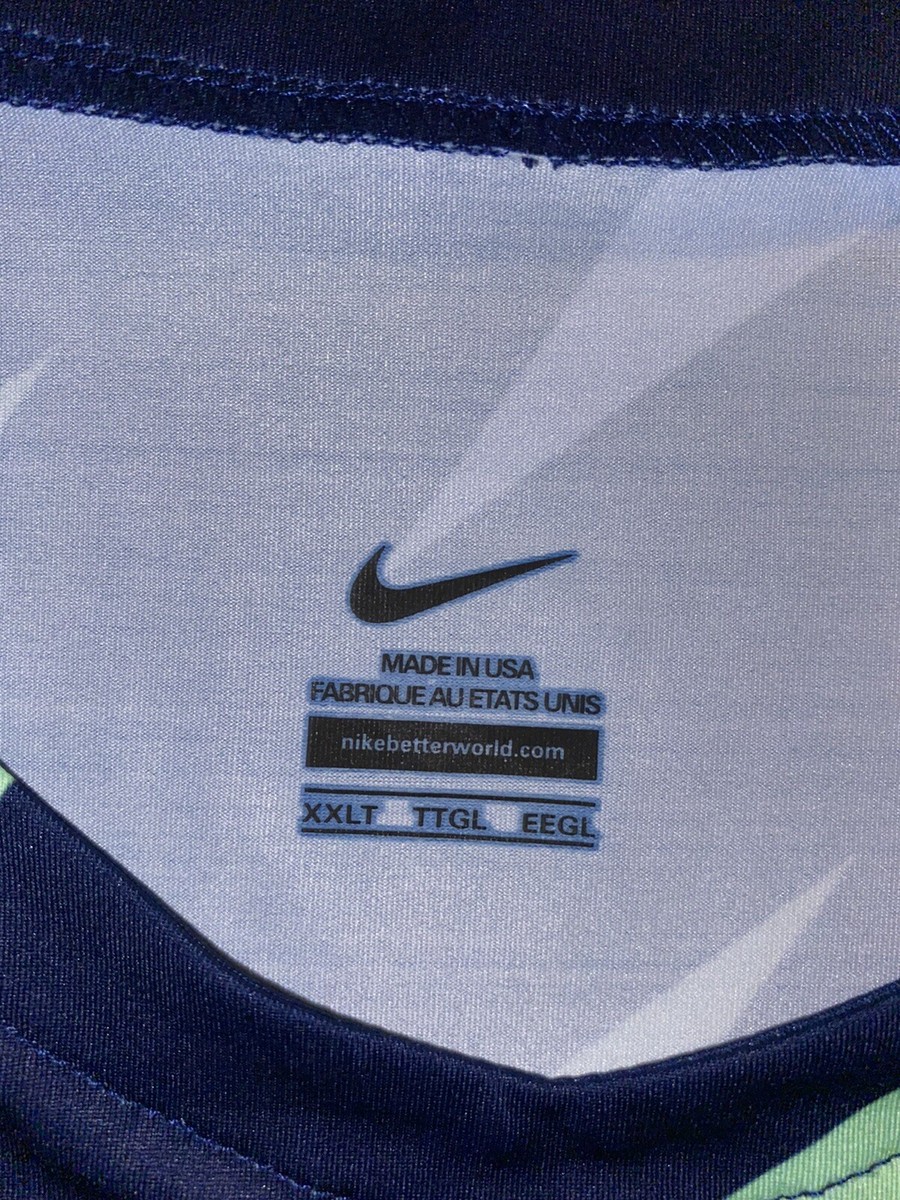 MADE IN USA
FABRIQUE AU ETATS UNIS
nikebetterworld.com
XXLT TTGL EEGL